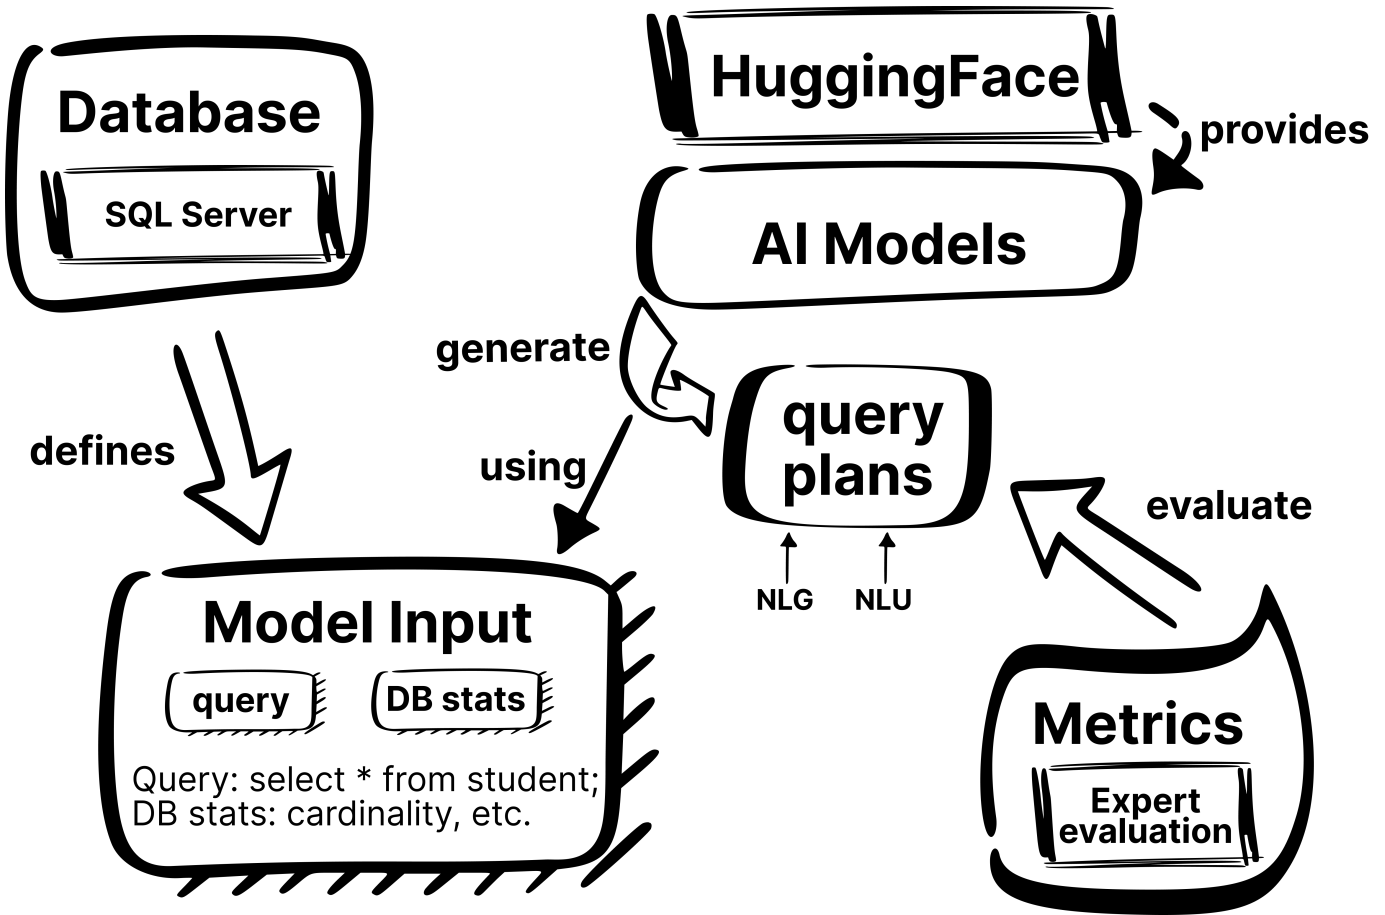 Database
SQL Server
HuggingFace
provides
AI Models
generate
query
plans
defines
using
evaluate
NLG NLU
Model Input
query DB stats
Query: select * from student;
DB stats: cardinality, etc.
Metrics
Expert
evaluation